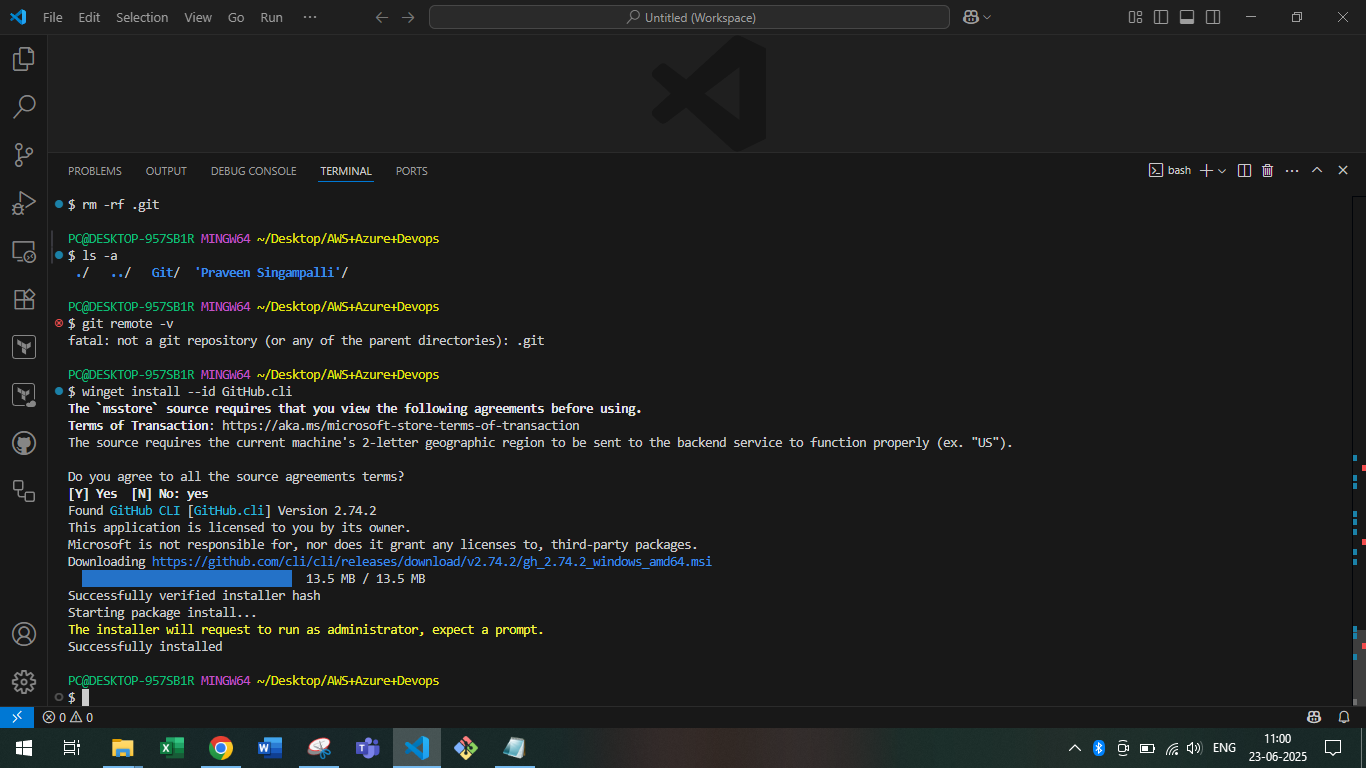 File Edit Selection View Go Run ···
Untitled (Workspace)
PROBLEMS OUTPUT DEBUG CONSOLE TERMINAL PORTS
bash
$ rm -rf .git
PC@DESKTOP-957SB1R MINGW64 ~/Desktop/AWS+Azure+Devops
$ ls -a
./ ../ Git/ 'Praveen Singampalli'/
PC@DESKTOP-957SB1R MINGW64 ~/Desktop/AWS+Azure+Devops
$ git remote -v
fatal: not a git repository (or any of the parent directories): .git
PC@DESKTOP-957SB1R MINGW64 ~/Desktop/AWS+Azure+Devops
$ winget install --id GitHub.cli
The `msstore` source requires that you view the following agreements before using.
Terms of Transaction: https://aka.ms/microsoft-store-terms-of-transaction
The source requires the current machine's 2-letter geographic region to be sent to the backend service to function properly (ex. "US").
Do you agree to all the source agreements terms?
[Y] Yes [N] No: yes
Found GitHub CLI [GitHub.cli] Version 2.74.2
This application is licensed to you by its owner.
Microsoft is not responsible for, nor does it grant any licenses to, third-party packages.
Downloading https://github.com/cli/cli/releases/download/v2.74.2/gh_2.74.2_windows_amd64.msi
13.5 MB / 13.5 MB
Successfully verified installer hash
Starting package install...
The installer will request to run as administrator, expect a prompt.
Successfully installed
PC@DESKTOP-957SB1R MINGW64 ~/Desktop/AWS+Azure+Devops
$
0 0
ENG
11:00
23-06-2025